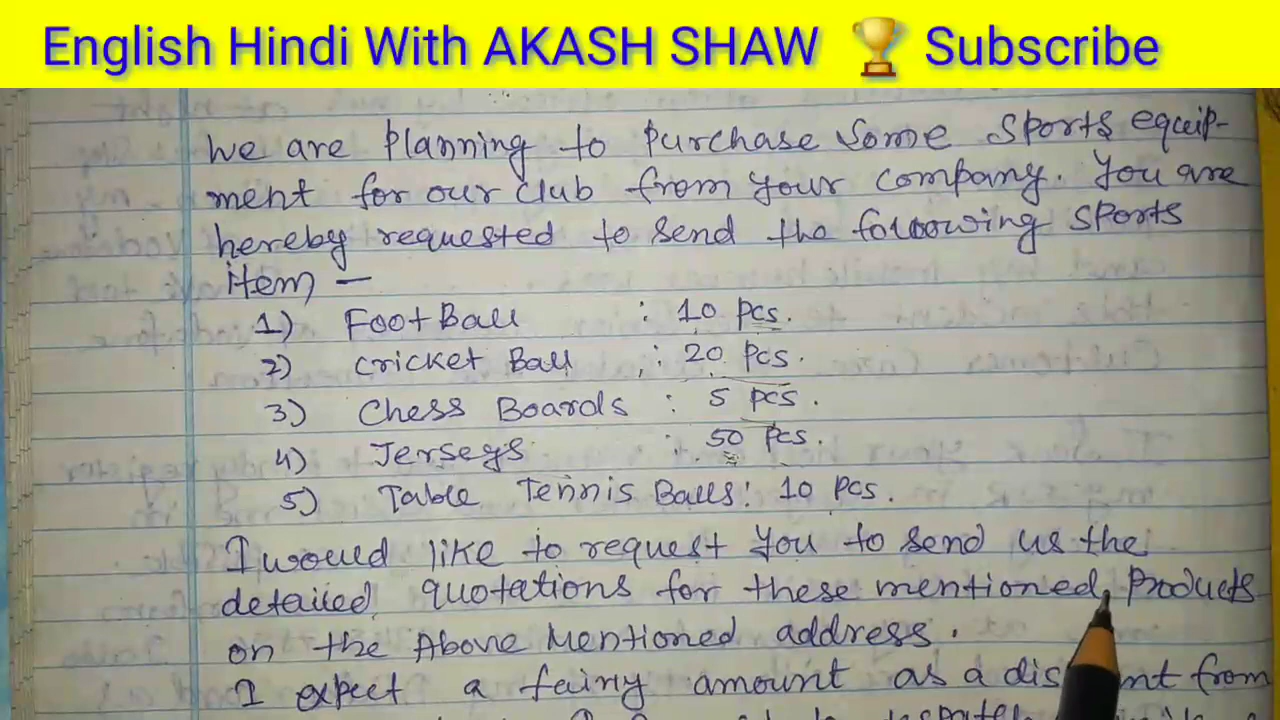 English Hindi With AKASH SHAW 🏆 Subscribe
We are planning to purchase some sports equip-
ment for our club from your company. You are
hereby requested to send the following sports
item –
1) FootBall : 10 pcs.
2) Cricket Ball : 20 pcs.
3) Chess Boards : 5 pcs.
4) Jerseys : 50 pcs.
5) Table Tennis Balls: 10 pcs.
I would like to request you to send us the
detailed quotations for these mentioned products
on the Above Mentioned address.
I expect a fairy amount as a from